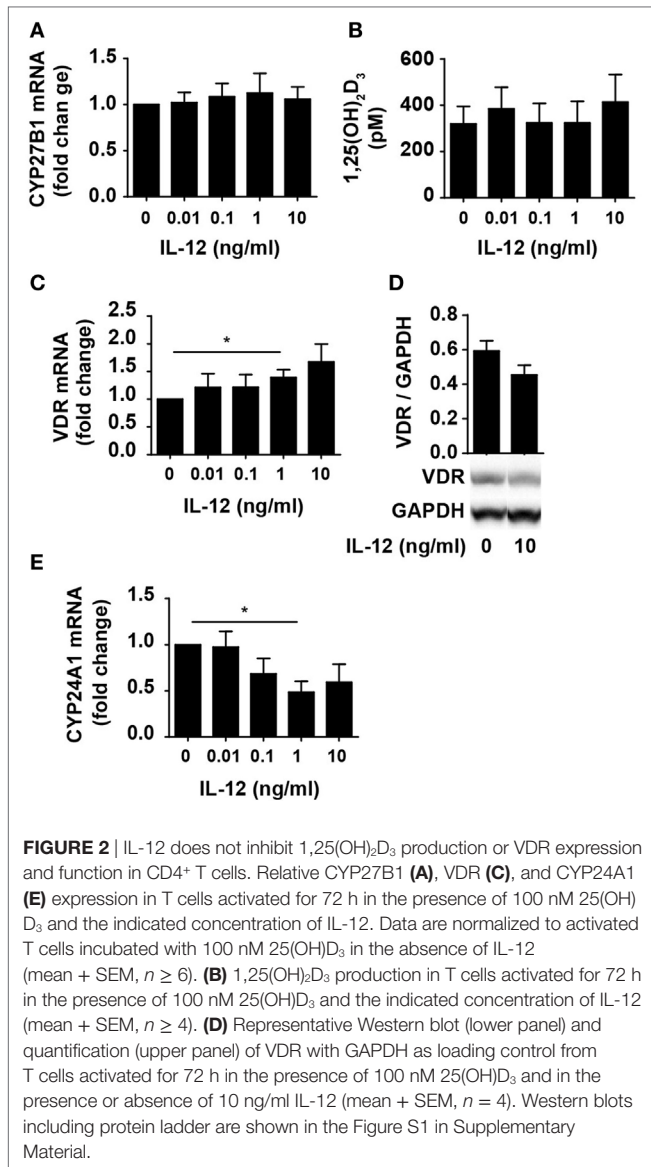 A
CYP27B1 mRNA
(fold chan ge)
1.5
1.0
0.5
0.0
0 0.01 0.1 1 10
IL-12 (ng/ml)
B
1,25(OH)₂D₃
(pM)
600
400
200
0
0 0.01 0.1 1 10
IL-12 (ng/ml)
C
VDR mRNA
(fold change)
2.5
2.0
1.5
1.0
0.5
0.0
*
0 0.01 0.1 1 10
IL-12 (ng/ml)
D
VDR / GAPDH
0.8
0.6
0.4
0.2
0.0
VDR
GAPDH
IL-12 (ng/ml) 0 10
E
CYP24A1 mRNA
(fold change)
1.5
1.0
0.5
0.0
*
0 0.01 0.1 1 10
IL-12 (ng/ml)
FIGURE 2 | IL-12 does not inhibit 1,25(OH)₂D₃ production or VDR expression
and function in CD4⁺ T cells. Relative CYP27B1 (A), VDR (C), and CYP24A1
(E) expression in T cells activated for 72 h in the presence of 100 nM 25(OH)
D₃ and the indicated concentration of IL-12. Data are normalized to activated
T cells incubated with 100 nM 25(OH)D₃ in the absence of IL-12
(mean + SEM, n ≥ 6). (B) 1,25(OH)₂D₃ production in T cells activated for 72 h
in the presence of 100 nM 25(OH)D₃ and the indicated concentration of IL-12
(mean + SEM, n ≥ 4). (D) Representative Western blot (lower panel) and
quantification (upper panel) of VDR with GAPDH as loading control from
T cells activated for 72 h in the presence of 100 nM 25(OH)D₃ and in the
presence or absence of 10 ng/ml IL-12 (mean + SEM, n = 4). Western blots
including protein ladder are shown in the Figure S1 in Supplementary
Material.